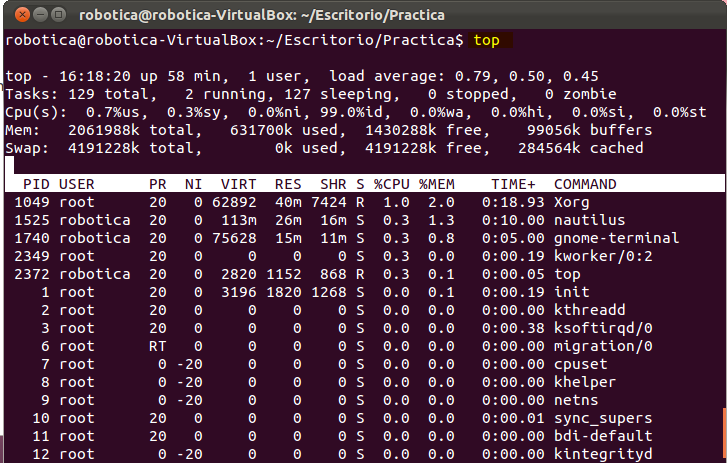 robotica@robotica-VirtualBox: ~/Escritorio/Practica
robotica@robotica-VirtualBox:~/Escritorio/Practica$ top
top - 16:18:20 up 58 min,  1 user,  load average: 0.79, 0.50, 0.45
Tasks: 129 total,   2 running, 127 sleeping,   0 stopped,   0 zombie
Cpu(s):  0.7%us,  0.3%sy,  0.0%ni, 99.0%id,  0.0%wa,  0.0%hi,  0.0%si,  0.0%st
Mem:   2061988k total,   631700k used,  1430288k free,    99056k buffers
Swap:  4191228k total,        0k used,  4191228k free,   284564k cached
PID USER      PR  NI  VIRT  RES  SHR S %CPU %MEM    TIME+  COMMAND
1049 root      20   0 62892  40m 7424 R  1.0  2.0   0:18.93 Xorg
1525 robotica  20   0  113m  26m  16m S  0.3  1.3   0:10.00 nautilus
1740 robotica  20   0 75628  15m  11m S  0.3  0.8   0:05.00 gnome-terminal
2349 root      20   0     0    0    0 S  0.3  0.0   0:00.19 kworker/0:2
2372 robotica  20   0  2820 1152  868 R  0.3  0.1   0:00.05 top
1 root      20   0  3196 1820 1268 S  0.0  0.1   0:00.19 init
2 root      20   0     0    0    0 S  0.0  0.0   0:00.00 kthreadd
3 root      20   0     0    0    0 S  0.0  0.0   0:00.38 ksoftirqd/0
6 root      RT   0     0    0    0 S  0.0  0.0   0:00.00 migration/0
7 root       0 -20     0    0    0 S  0.0  0.0   0:00.00 cpuset
8 root       0 -20     0    0    0 S  0.0  0.0   0:00.00 khelper
9 root       0 -20     0    0    0 S  0.0  0.0   0:00.00 netns
10 root      20   0     0    0    0 S  0.0  0.0   0:00.01 sync_supers
11 root      20   0     0    0    0 S  0.0  0.0   0:00.00 bdi-default
12 root       0 -20     0    0    0 S  0.0  0.0   0:00.00 kintegrityd